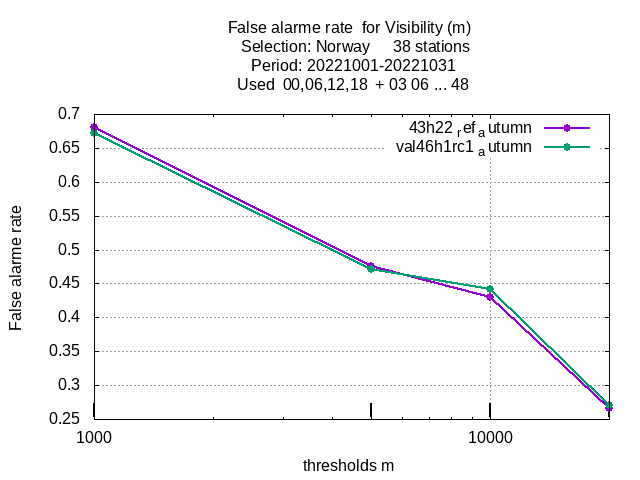 False alarme rate  for Visibility (m)
Selection: Norway     38 stations
Period: 20221001-20221031
Used  00,06,12,18  + 03 06 ... 48
43h22 ref autumn
val46h1rc1 autumn
0.7
0.65
0.6
0.55
0.5
0.45
0.4
0.35
0.3
0.25
False alarme rate
1000
10000
thresholds m